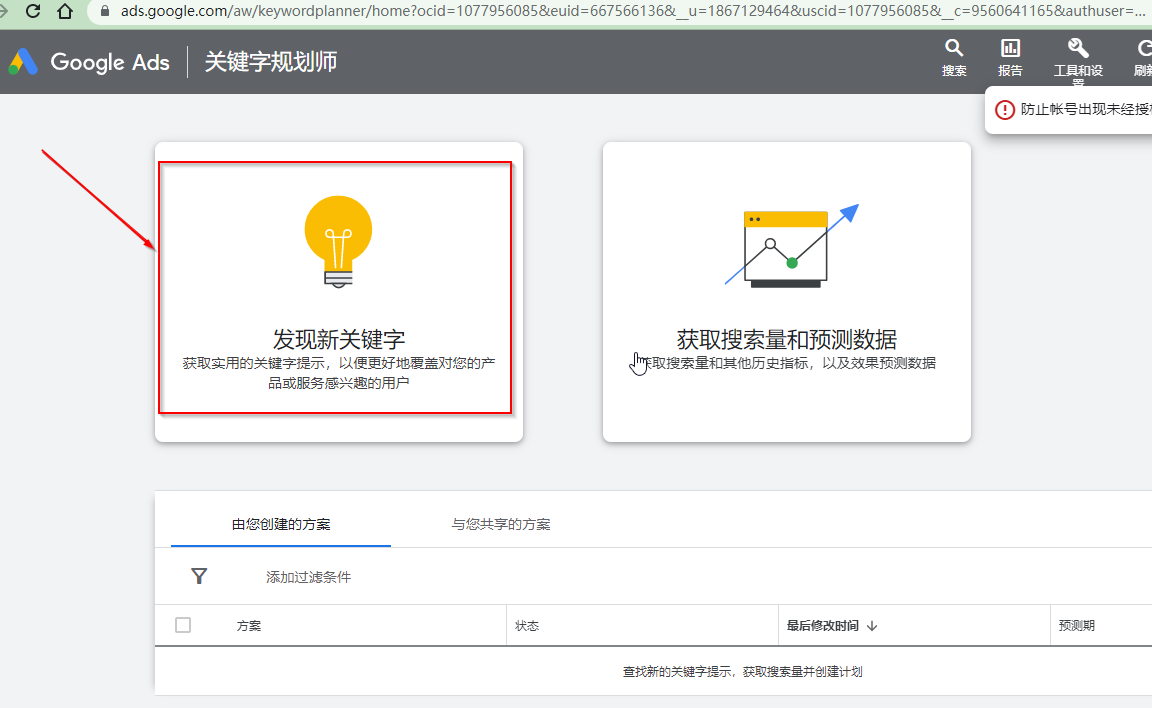 ads.google.com/aw/keywordplanner/home?ocid=1077956085&euid=667566136&__u=1867129464&uscid=1077956085&__c=9560641165&authuser=...
Google Ads 关键字规划师
搜索
报告
工具和设置
刷新
防止帐号出现未经授
发现新关键字
获取实用的关键字提示，以便更好地覆盖对您的产
品或服务感兴趣的用户
获取搜索量和预测数据
获取搜索量和其他历史指标，以及效果预测数据
由您创建的方案 与您共享的方案
添加过滤条件
方案 状态 最后修改时间 预测期
查找新的关键字提示，获取搜索量并创建计划